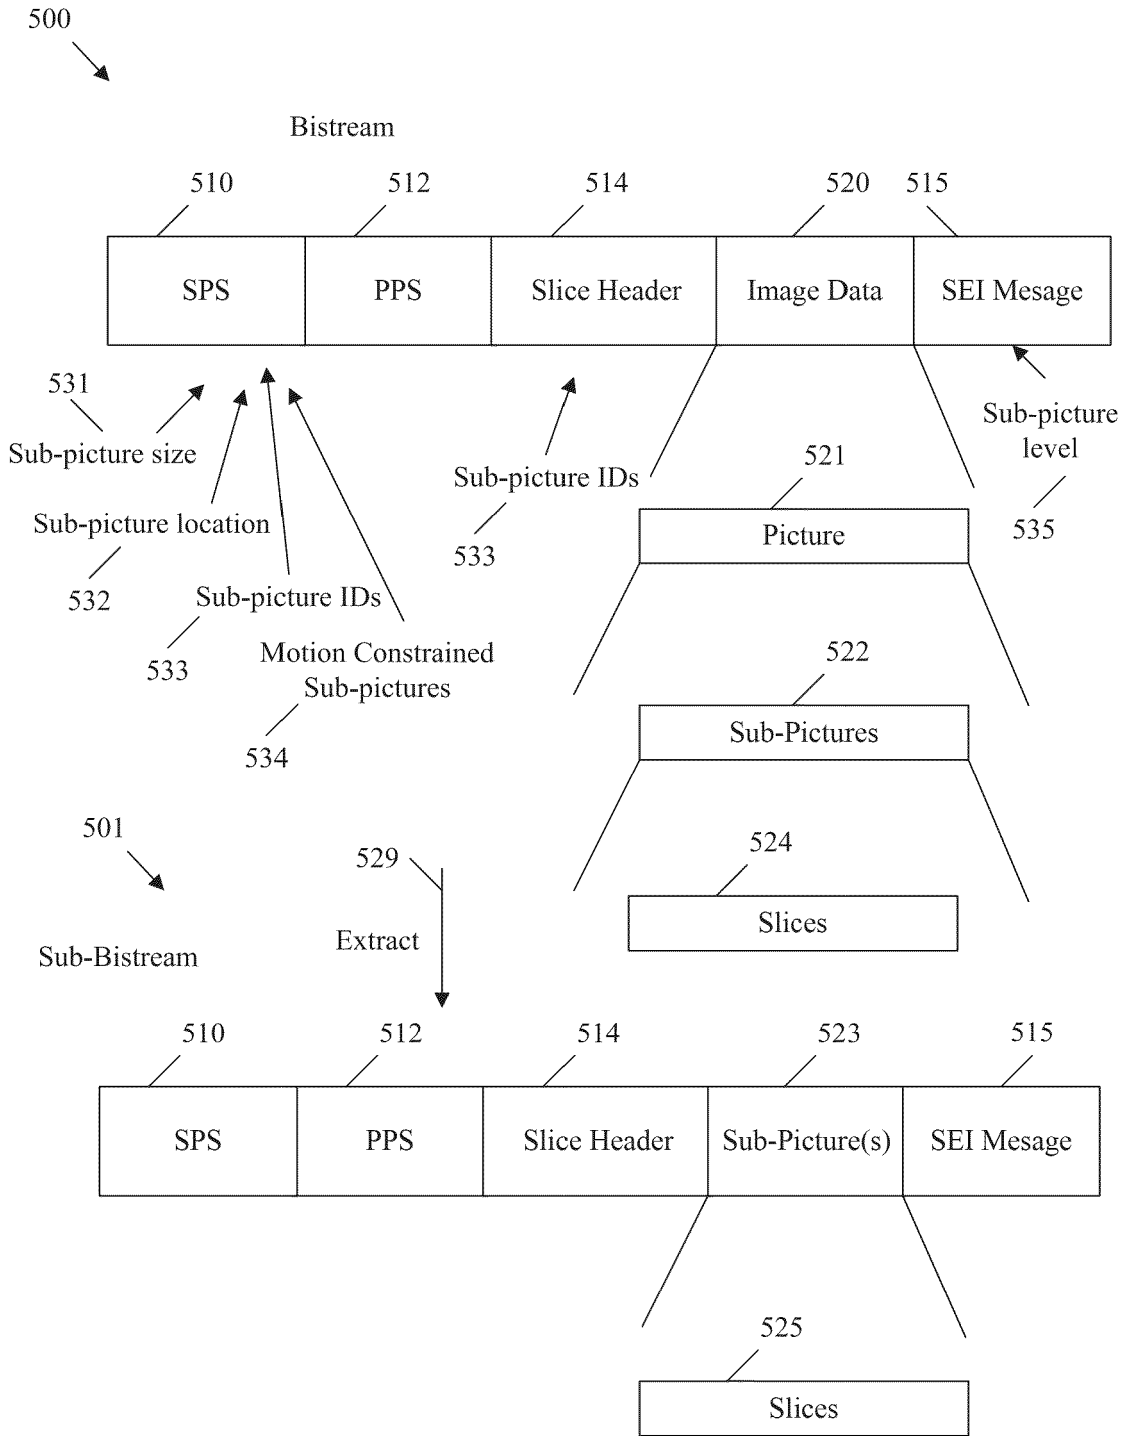 500
Bistream
510
512
514
520
515
SPS
PPS
Slice Header
Image Data
SEI Mesage
531
Sub-picture size
Sub-picture location
532
Sub-picture IDs
533
Motion Constrained
Sub-pictures
534
Sub-picture IDs
533
Sub-picture
level
535
521
Picture
522
Sub-Pictures
524
Slices
501
Sub-Bistream
529
Extract
510
512
514
523
515
SPS
PPS
Slice Header
Sub-Picture(s)
SEI Mesage
525
Slices